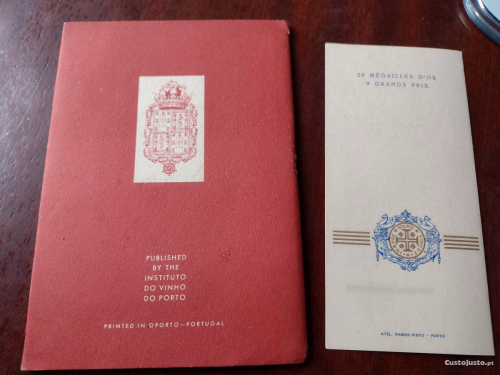 PUBLISHED
BY THE
INSTITUTO
DO VINHO
DO PORTO
PRINTED IN OPORTO—PORTUGAL
29 MÉDAILLES D'OR
9 GRANDS PRIX
ATEL. RAMOS-PINTO - PORTO
CustoJusto.pt